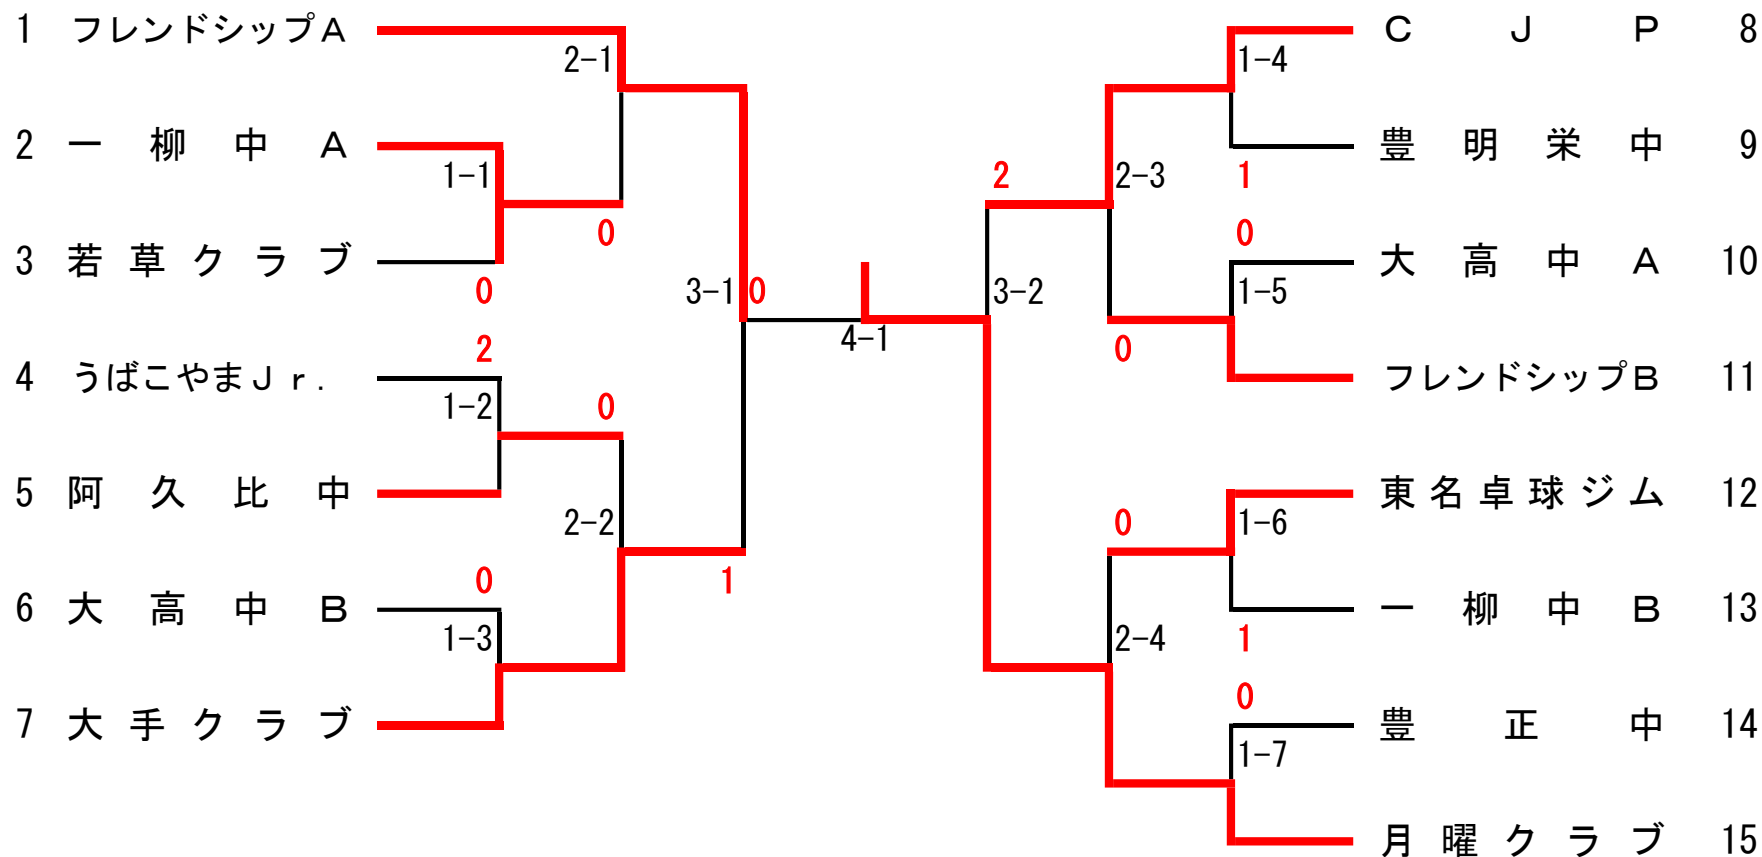 1 フレンドシップA
2-1
2 一柳中A
1-1
0
3 若草クラブ
0
3-1
0
2
4 うばこやまJr.
1-2
0
5 阿久比中
2-2
0
1
6 大高中B
1-3
7 大手クラブ
4-1
CJP 8
1-4
豊明栄中 9
2
2-3
1
0
大高中A 10
3-2
1-5
0
フレンドシップB 11
東名卓球ジム 12
0
1-6
一柳中B 13
2-4
1
0
豊正中 14
1-7
月曜クラブ 15